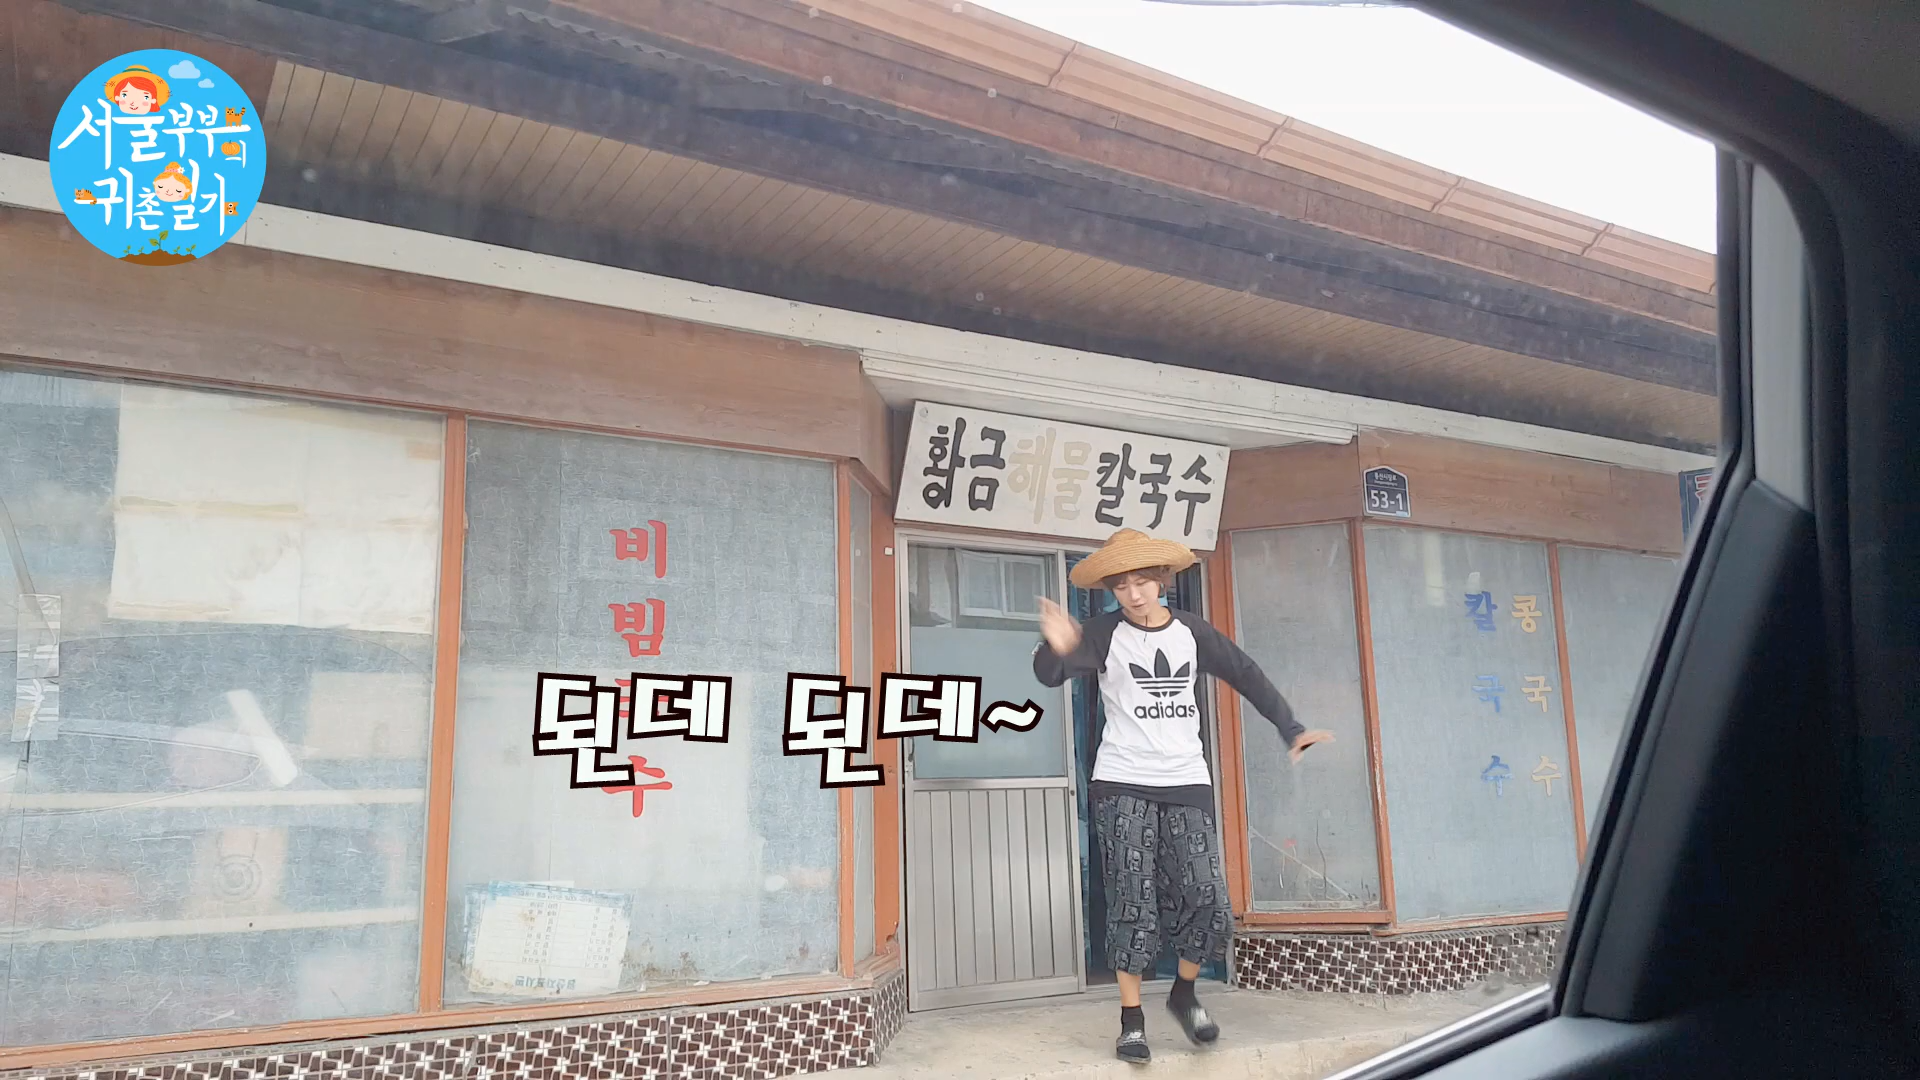 서울부부의
귀촌일기
황금해물칼국수
53-1
비
빔
수
된데 된데~
adidas
칼 콩
국 국
수 수